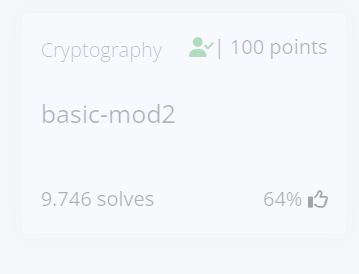 Cryptography | 100 points
basic-mod2
9.746 solves 64%